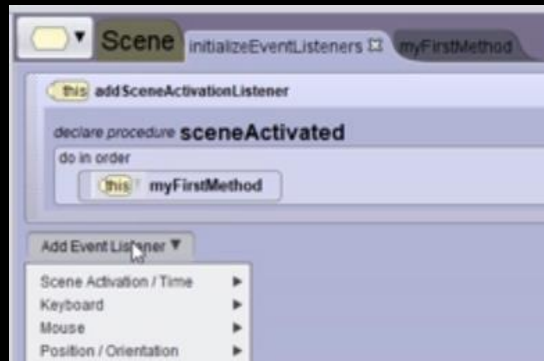 Scene initializeEventListeners myFirstMethod
this addSceneActivationListener
declare procedure sceneActivated
do in order
this myFirstMethod
Add Event Listener
Scene Activation / Time
Keyboard
Mouse
Position / Orientation